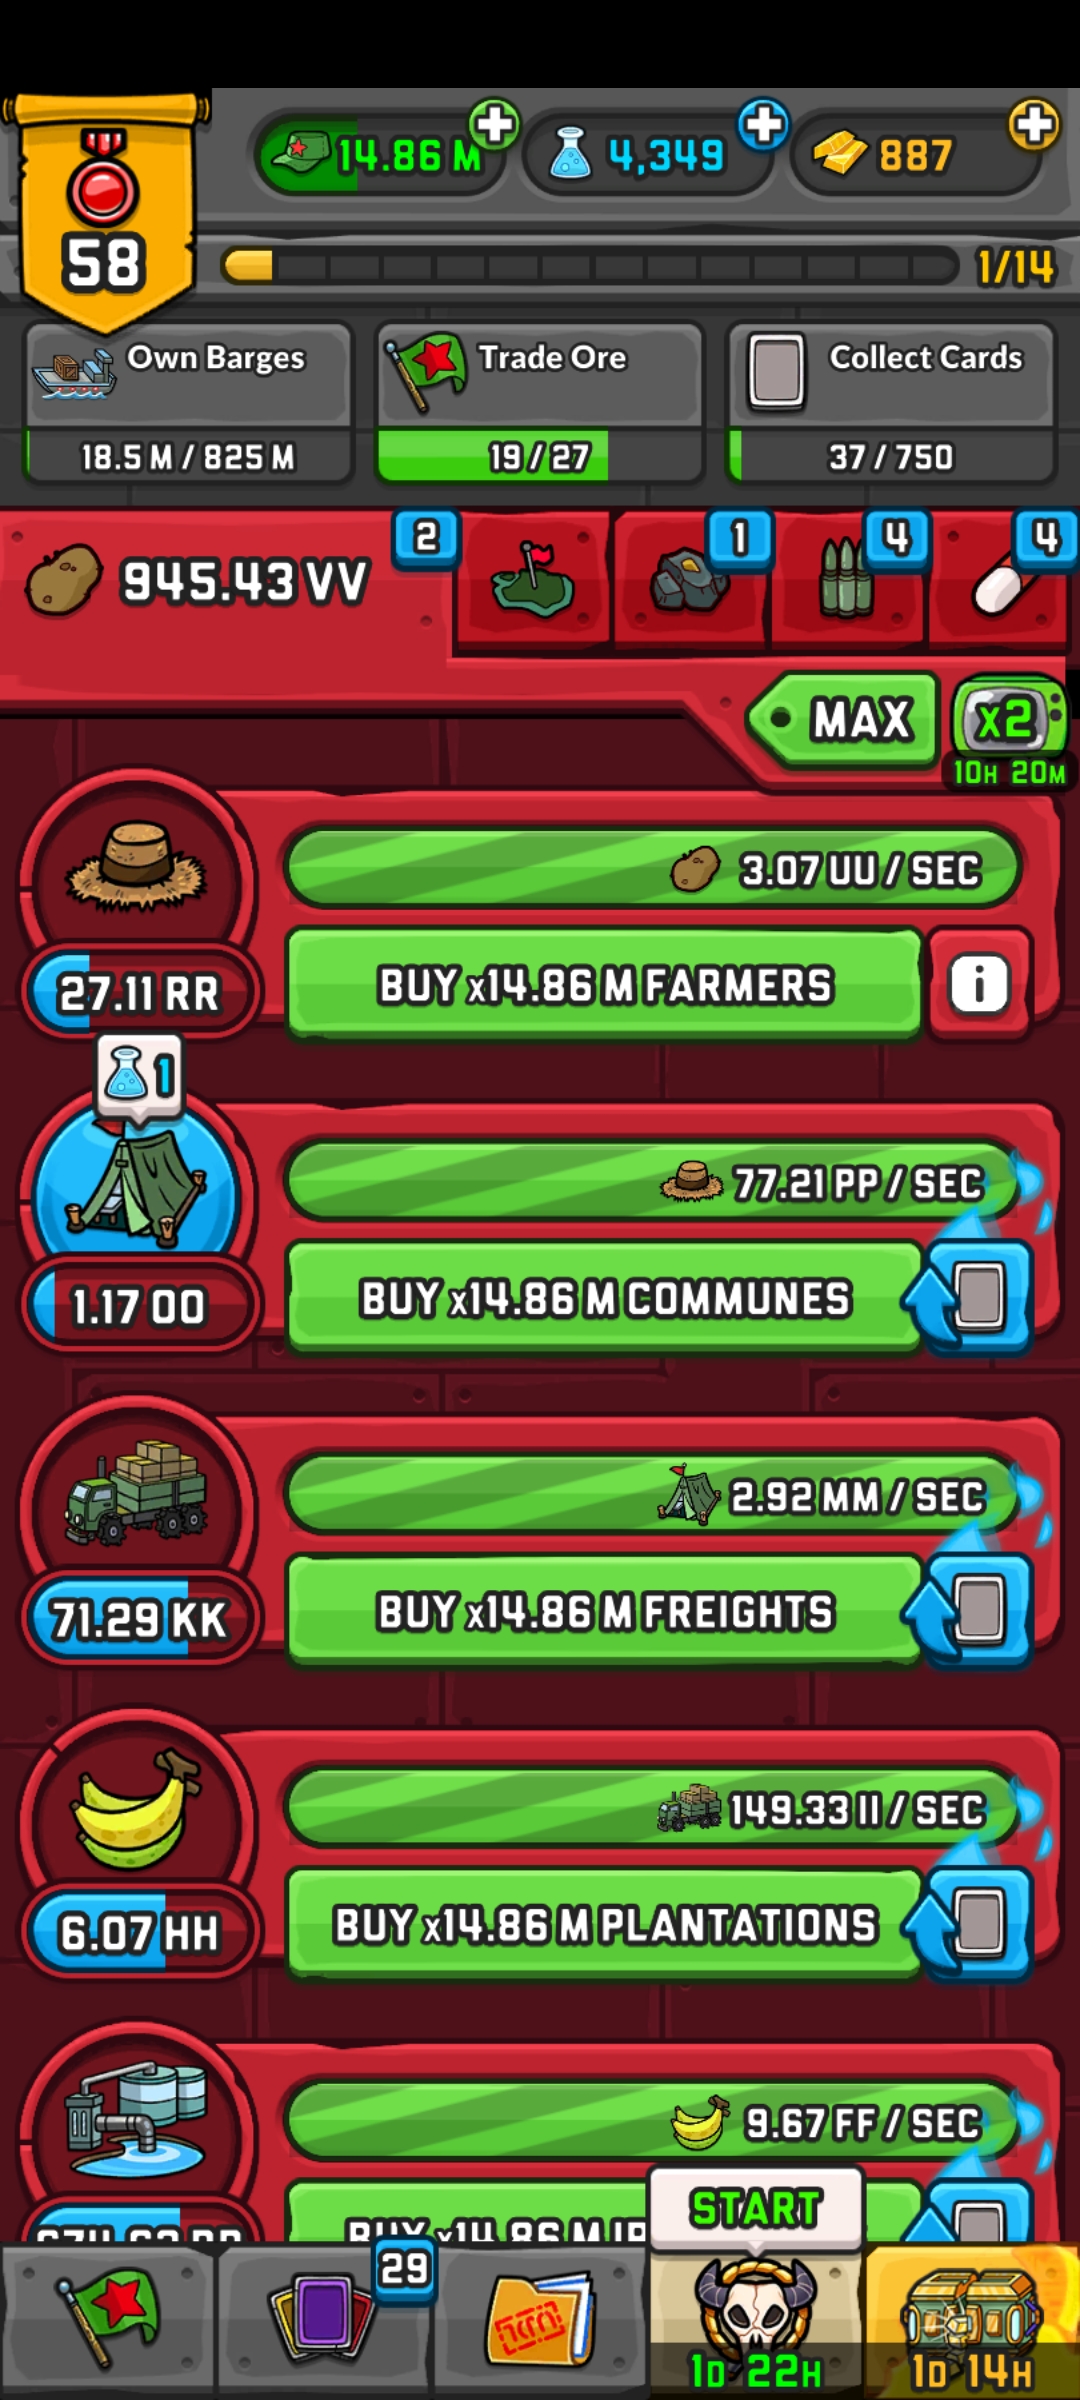 14.86 M
4,349
887
58
1/14
Own Barges
Trade Ore
Collect Cards
18.5 M / 825 M
19 / 27
37 / 750
945.43 VV
2
1
4
4
MAX
x2
10H 20M
3.07 UU / SEC
27.11 RR
BUY x14.86 M FARMERS
i
1
77.21 PP / SEC
1.17 OO
BUY x14.86 M COMMUNES
2.92 MM / SEC
71.29 KK
BUY x14.86 M FREIGHTS
149.33 II / SEC
6.07 HH
BUY x14.86 M PLANTATIONS
9.67 FF / SEC
BUY x14.86 M
START
29
1D 22H
1D 14H